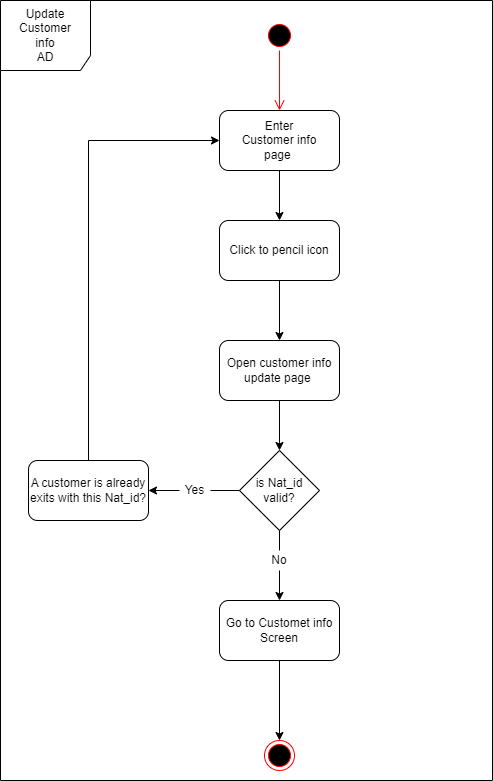 Update
Customer
info
AD
Enter
Customer info
page
Click to pencil icon
Open customer info
update page
is Nat_id
valid?
Yes
A customer is already
exits with this Nat_id?
No
Go to Customet info
Screen